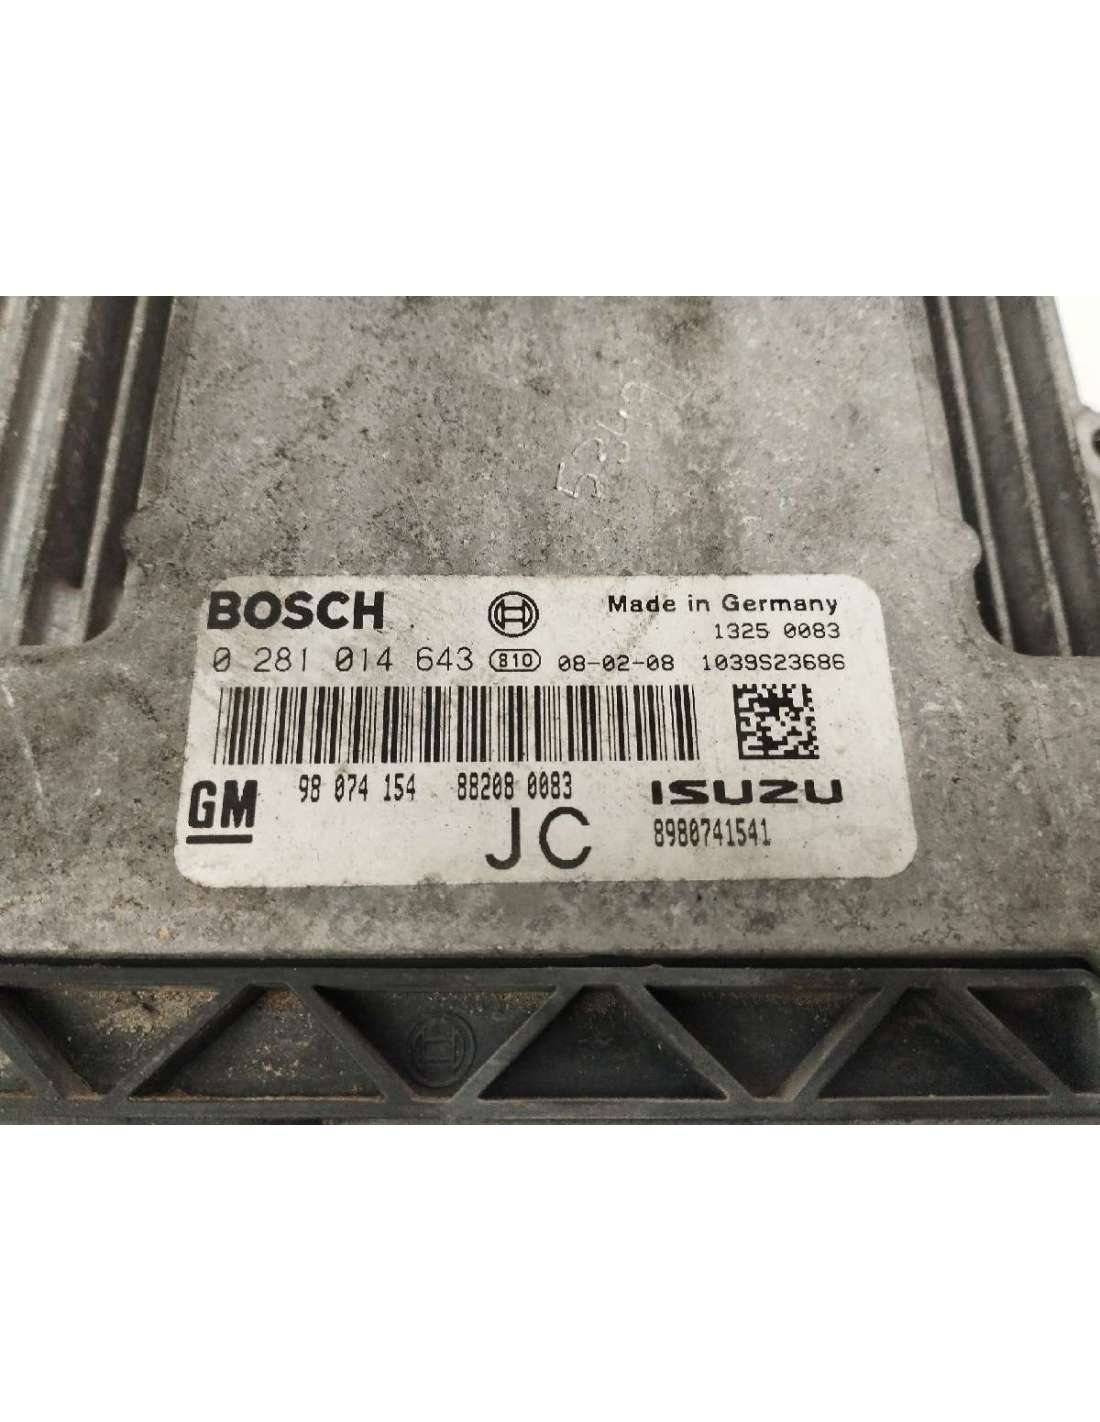 BOSCH Made in Germany
1325 0083
0 281 014 643 810 08-02-08 1039S23686
GM 98 074 154 88208 0083 ISUZU
JC 8980741541